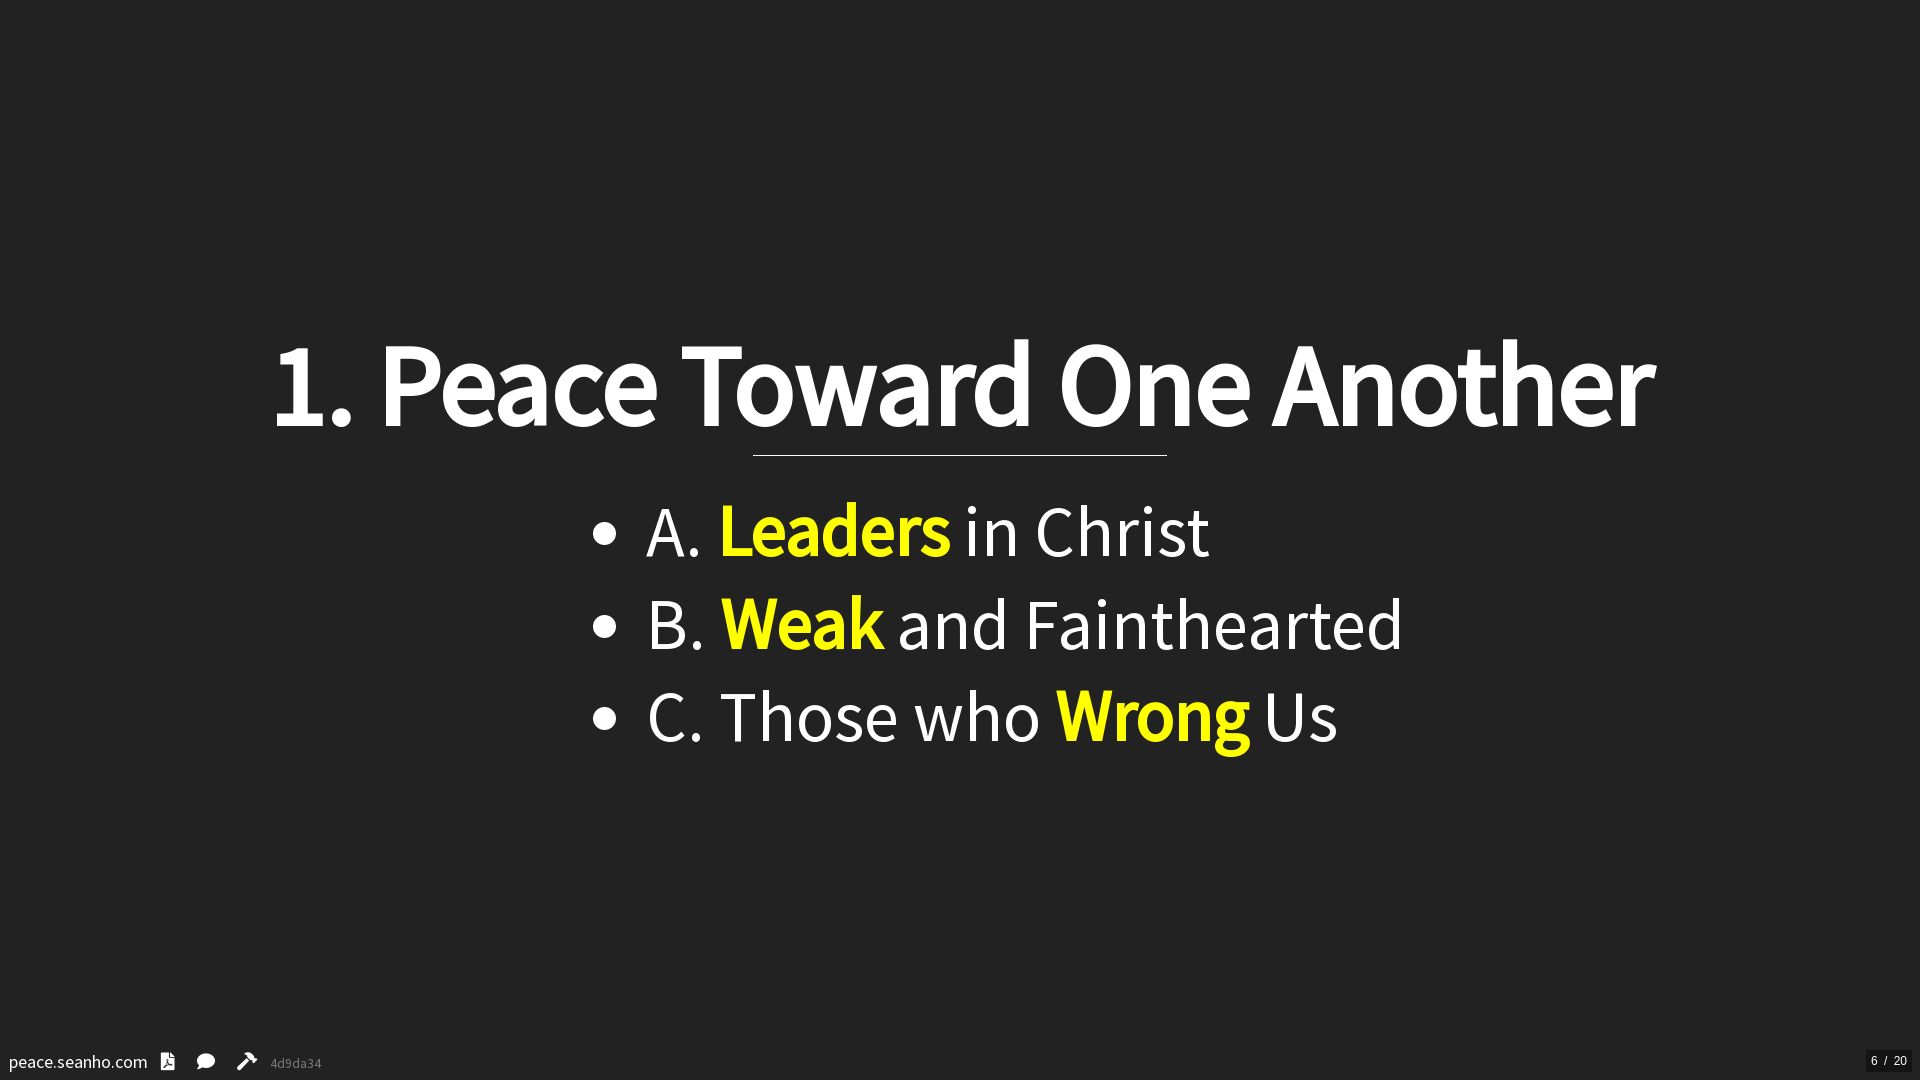 1. Peace Toward One Another
• A. Leaders in Christ
• B. Weak and Fainthearted
• C. Those who Wrong Us
peace.seanho.com 4d9da34
6 / 20